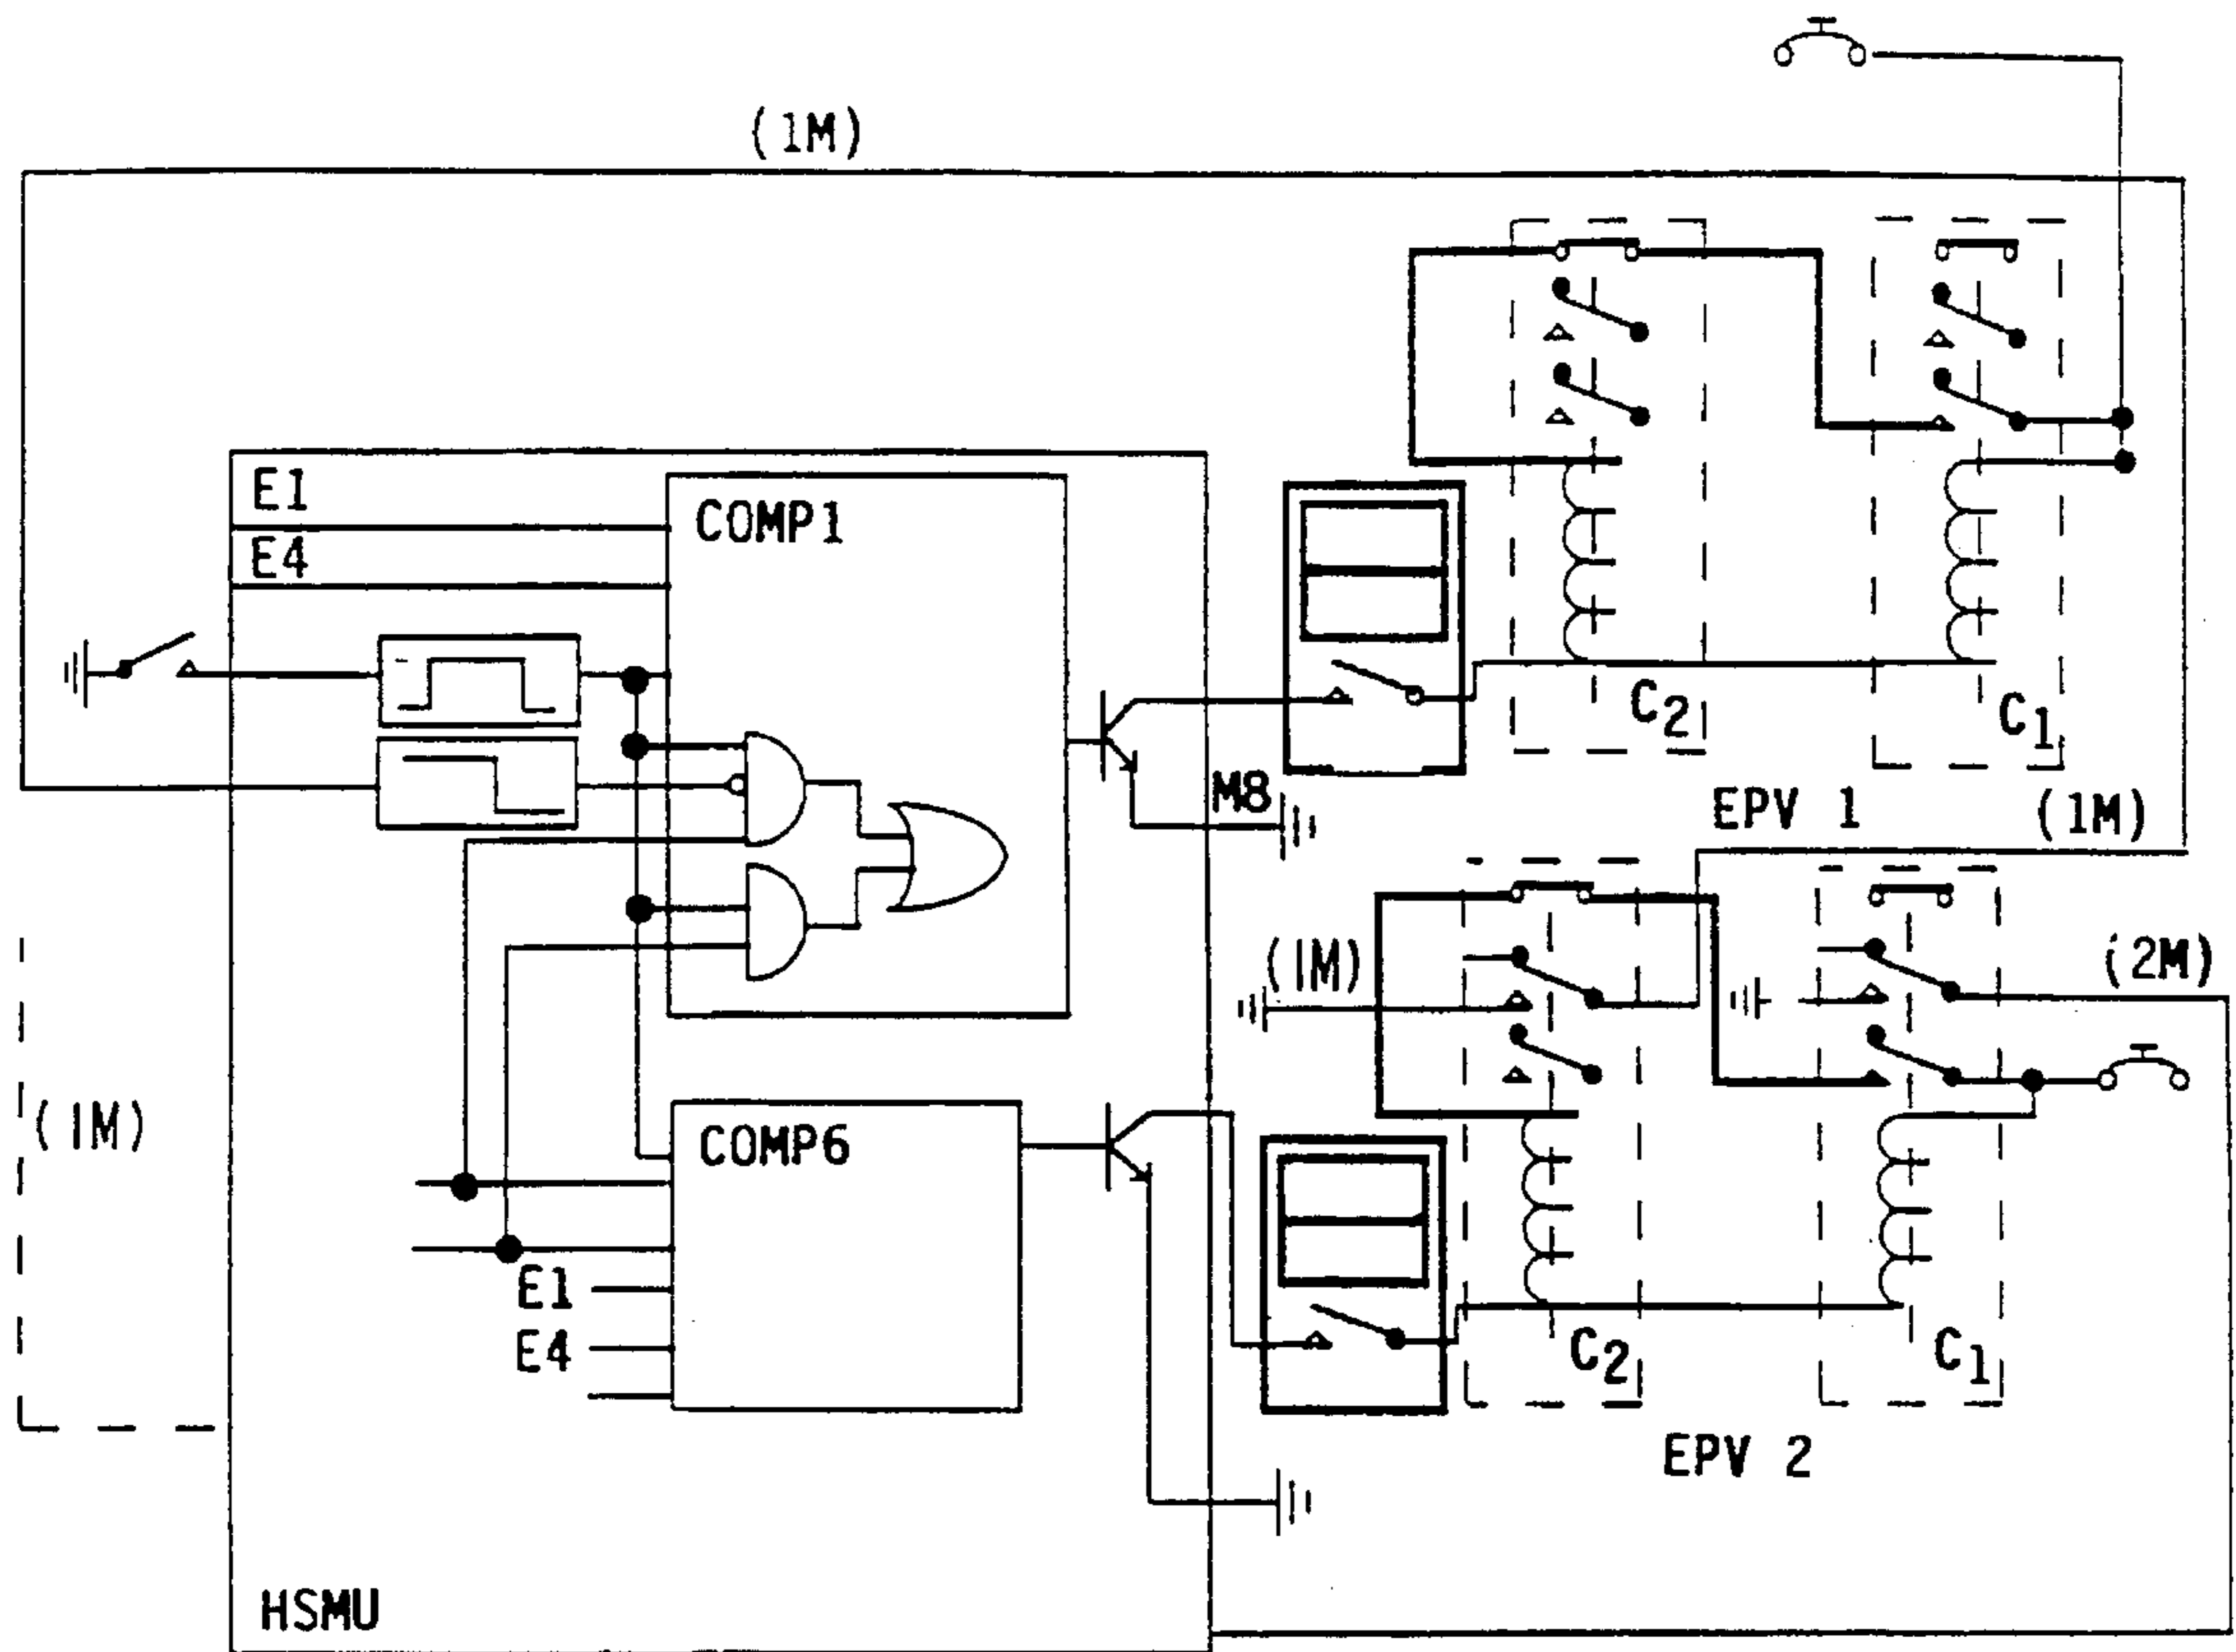 (1M)
E1
E4
COMP1
C2
C1
M8
EPV 1
(1M)
(1M)
(2M)
(1M)
COMP6
E1
E4
C2
C1
EPV 2
HSMU